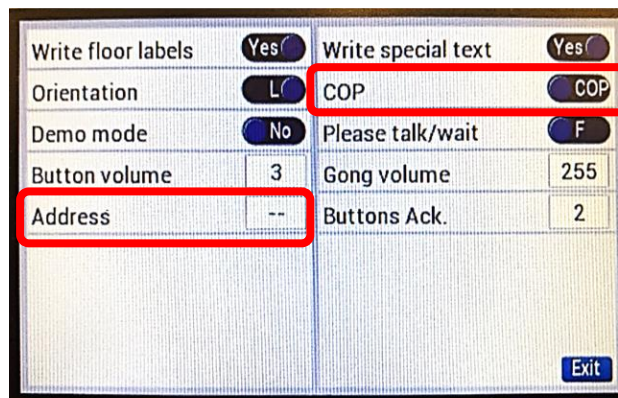 Write floor labels Yes Write special text Yes
Orientation L COP COP
Demo mode No Please talk/wait F
Button volume 3 Gong volume 255
Address -- Buttons Ack. 2
Exit